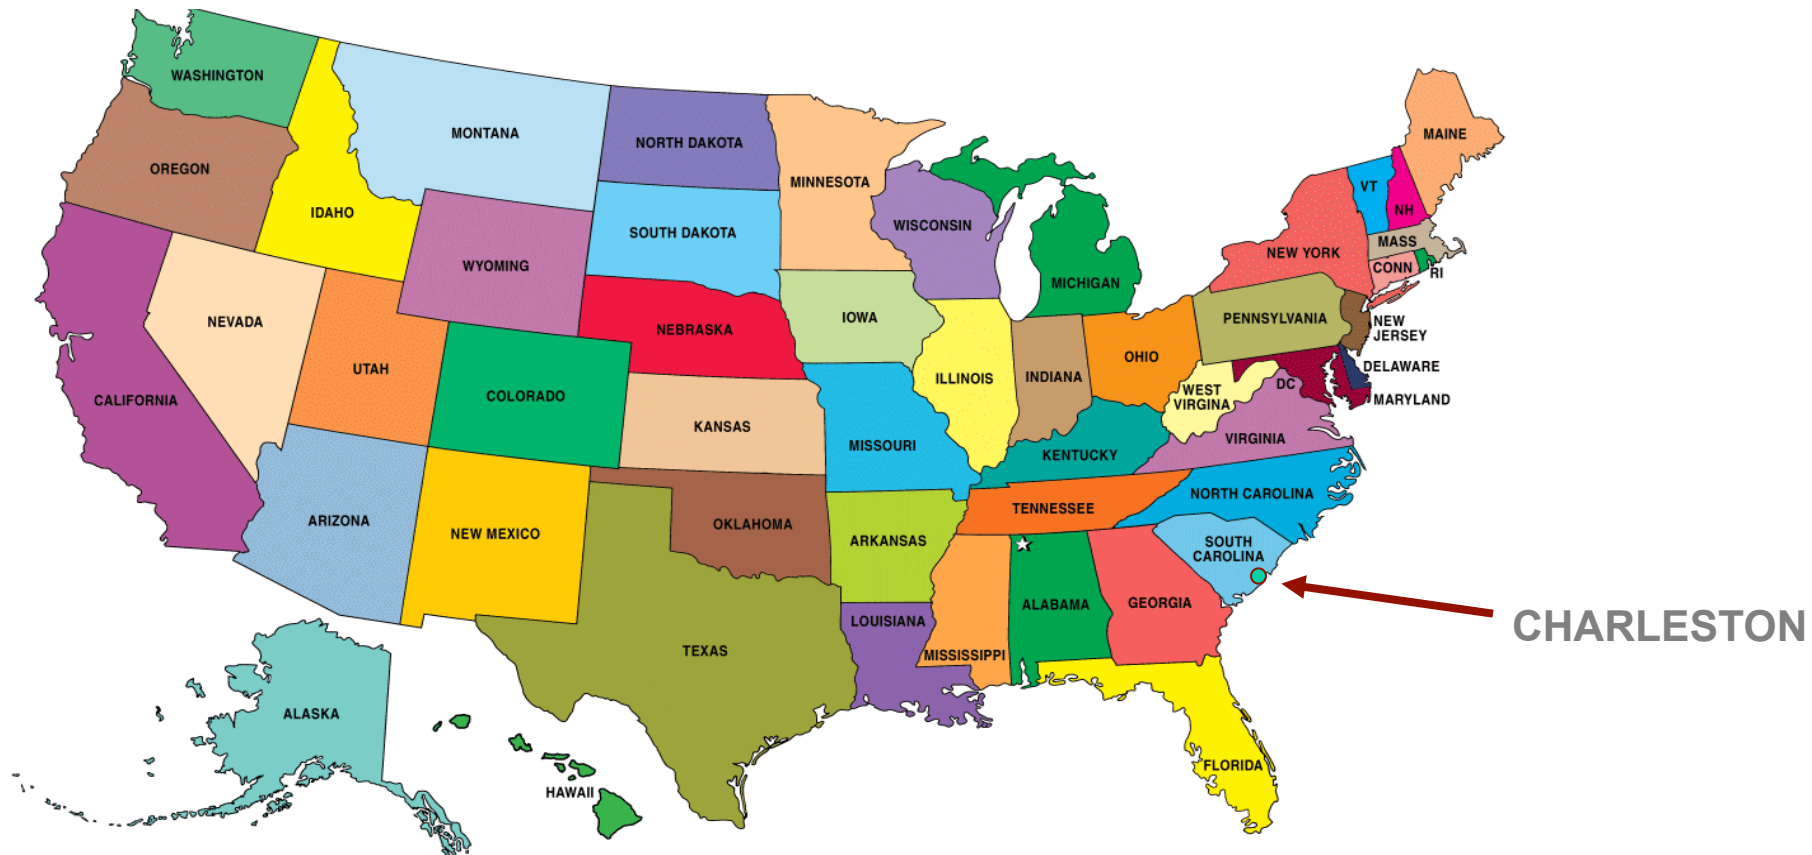 WASHINGTON
OREGON
CALIFORNIA
NEVADA
IDAHO
MONTANA
WYOMING
UTAH
COLORADO
ARIZONA
NEW MEXICO
NORTH DAKOTA
SOUTH DAKOTA
NEBRASKA
KANSAS
OKLAHOMA
TEXAS
MINNESOTA
IOWA
MISSOURI
ARKANSAS
LOUISIANA
WISCONSIN
ILLINOIS
MICHIGAN
INDIANA
OHIO
KENTUCKY
TENNESSEE
MISSISSIPPI
ALABAMA
GEORGIA
FLORIDA
SOUTH
CAROLINA
NORTH CAROLINA
VIRGINIA
WEST
VIRGINA
DC
MARYLAND
DELAWARE
PENNSYLVANIA
NEW
JERSEY
NEW YORK
CONN
RI
MASS
VT
NH
MAINE
ALASKA
HAWAII
CHARLESTON